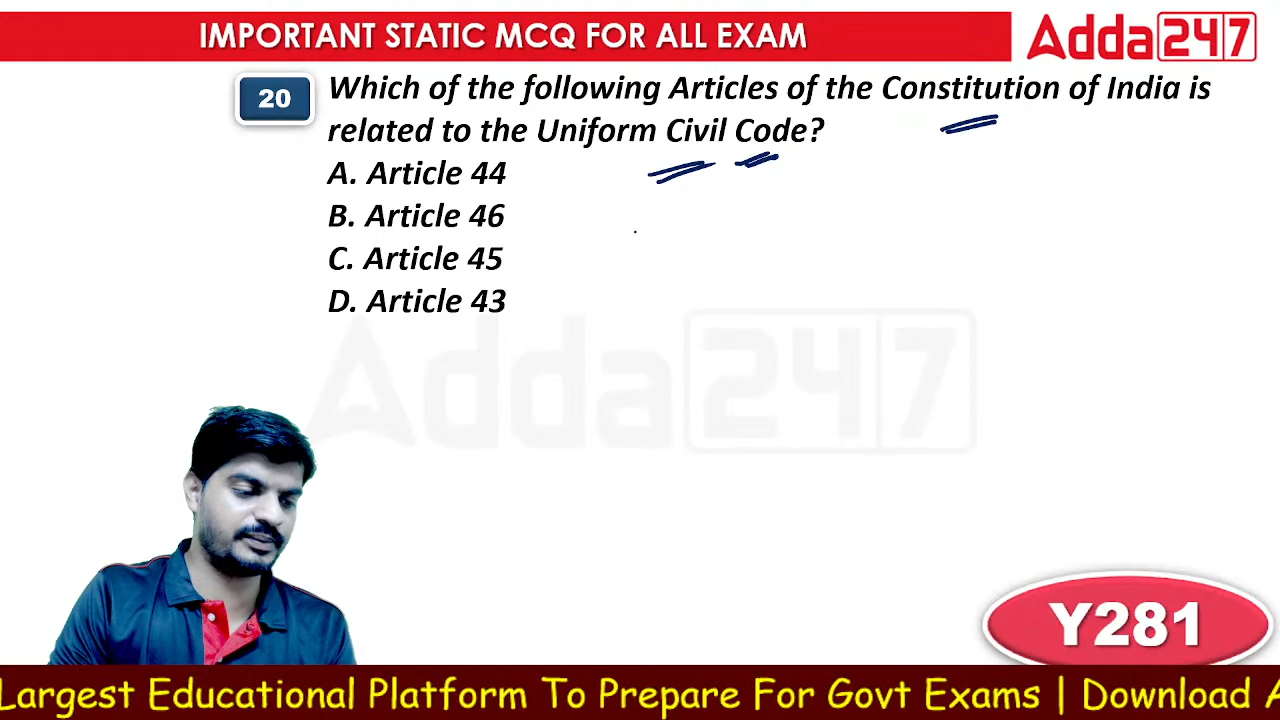 IMPORTANT STATIC MCQ FOR ALL EXAM
Adda247
20
Which of the following Articles of the Constitution of India is
related to the Uniform Civil Code?
A. Article 44
B. Article 46
C. Article 45
D. Article 43
Adda247
Y281
Largest Educational Platform To Prepare For Govt Exams | Download A